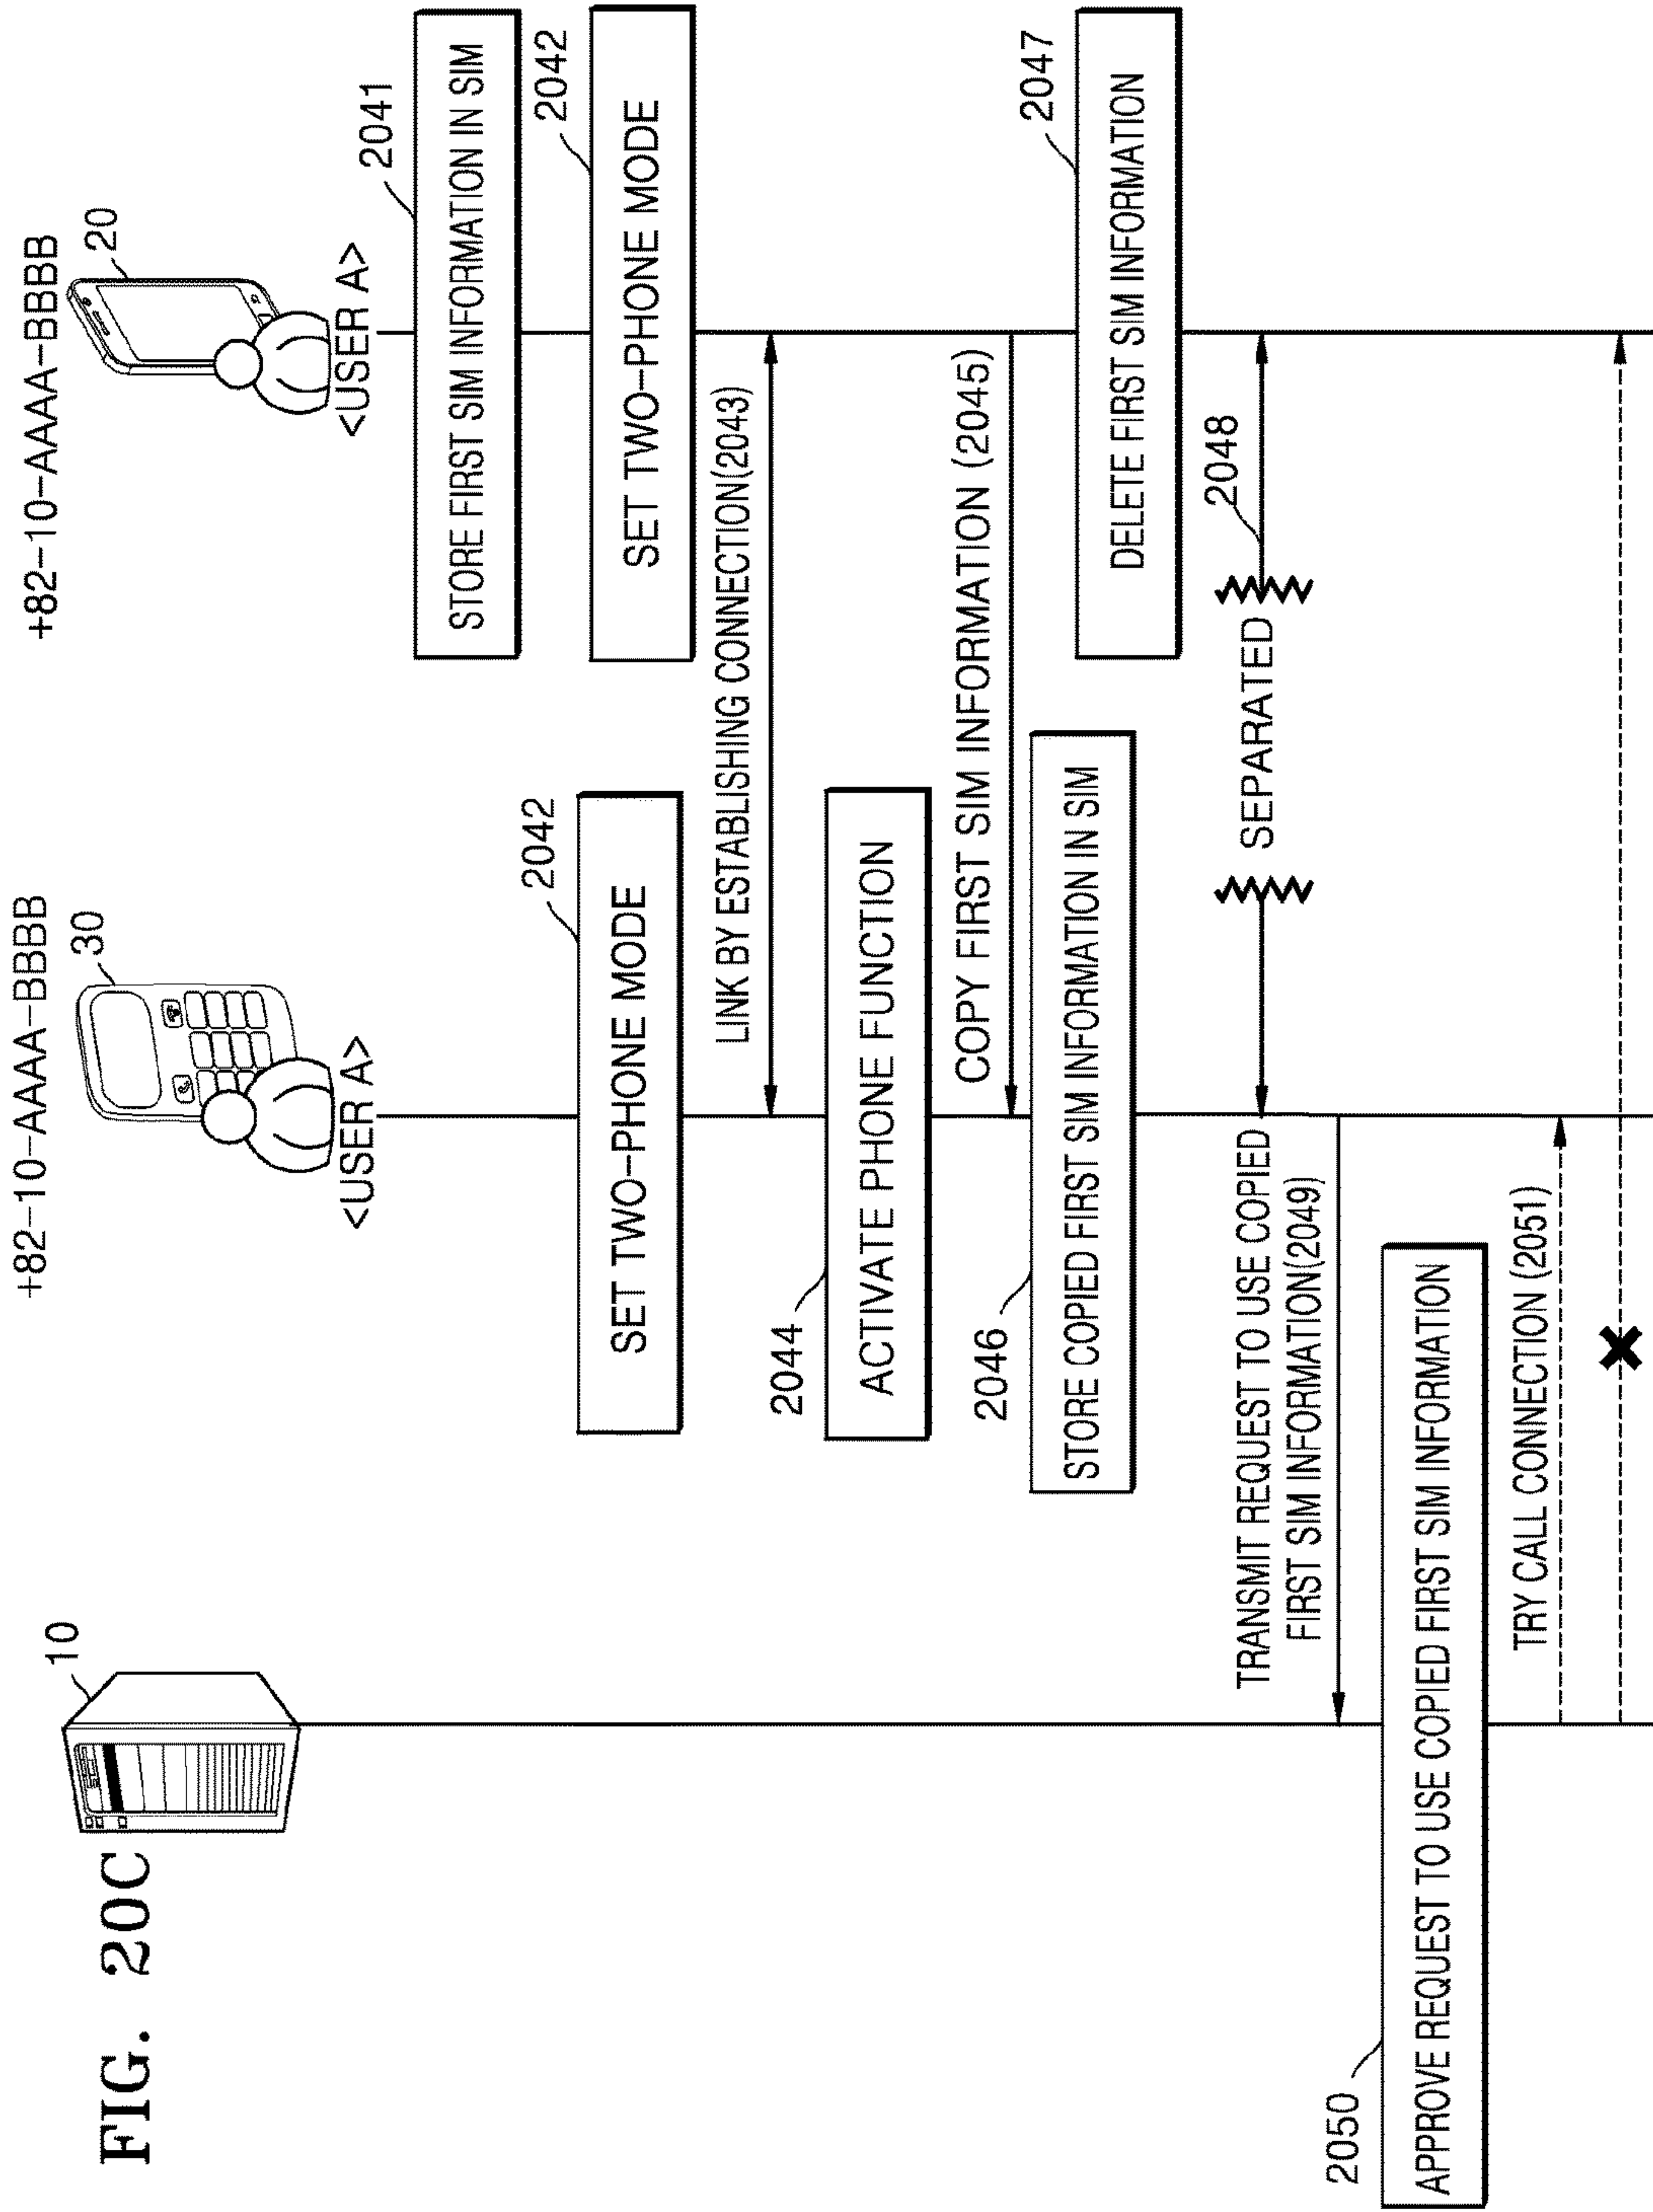 FIG. 20C
10
+82-10-AAAA-BBBB
30
<USER A>
+82-10-AAAA-BBBB
20
<USER A>
2041
STORE FIRST SIM INFORMATION IN SIM
2042
SET TWO-PHONE MODE
2042
SET TWO-PHONE MODE
LINK BY ESTABLISHING CONNECTION(2043)
2044
ACTIVATE PHONE FUNCTION
COPY FIRST SIM INFORMATION (2045)
2046
STORE COPIED FIRST SIM INFORMATION IN SIM
2047
DELETE FIRST SIM INFORMATION
SEPARATED
2048
TRANSMIT REQUEST TO USE COPIED
FIRST SIM INFORMATION(2049)
2050
APPROVE REQUEST TO USE COPIED FIRST SIM INFORMATION
TRY CALL CONNECTION (2051)